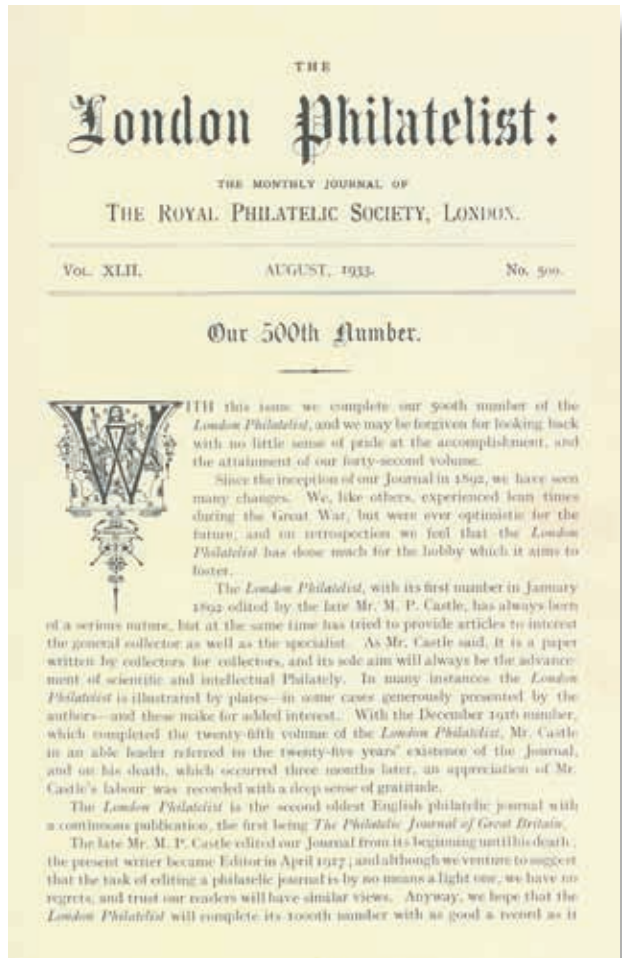 THE
London Philatelist:
THE MONTHLY JOURNAL OF
THE ROYAL PHILATELIC SOCIETY, LONDON.
VOL. XLII. AUGUST, 1933. No. 500.
Our 500th Number.
WITH this issue we complete our 500th number of the
London Philatelist, and we may be forgiven for looking back
with no little sense of pride at the accomplishment, and
the attainment of our forty-second volume.
Since the inception of our Journal in 1892, we have seen
many changes. We, like others, experienced lean times
during the Great War, but were ever optimistic for the
future, and on retrospection we feel that the London
Philatelist has done much for the hobby which it aims to
foster.
The London Philatelist, with its first number in January
1892 edited by the late Mr. M. P. Castle, has always been
of a serious nature, but at the same time has tried to provide articles to interest
the general collector as well as the specialist. As Mr. Castle said, it is a paper
written by collectors for collectors, and its sole aim will always be the advance-
ment of scientific and intellectual Philately. In many instances the London
Philatelist is illustrated by plates—in some cases generously presented by the
authors—and these make for added interest. With the December 1916 number,
which completed the twenty-fifth volume of the London Philatelist, Mr. Castle
in an able leader referred to the twenty-five years' existence of the Journal,
and on his death, which occurred three months later, an appreciation of Mr.
Castle's labour was recorded with a deep sense of gratitude.
The London Philatelist is the second oldest English philatelic journal with
a continuous publication, the first being The Philatelic Journal of Great Britain.
The late Mr. M. P. Castle edited our Journal from its beginning until his death;
the present writer became Editor in April 1917; and although we venture to suggest
that the task of editing a philatelic journal is by no means a light one, we have no
regrets, and trust our readers will have similar views. Anyway, we hope that the
London Philatelist will complete its 1000th number with as good a record as it